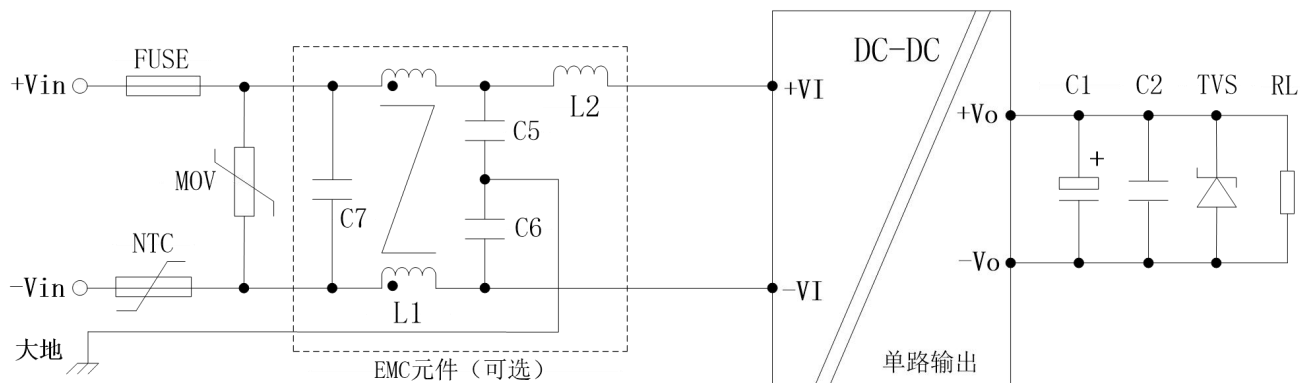 +Vin
FUSE
MOV
NTC
-Vin
大地
C7
L1
C5
C6
L2
EMC元件（可选）
DC-DC
+VI
-VI
+Vo
-Vo
单路输出
C1
+
C2
TVS
RL